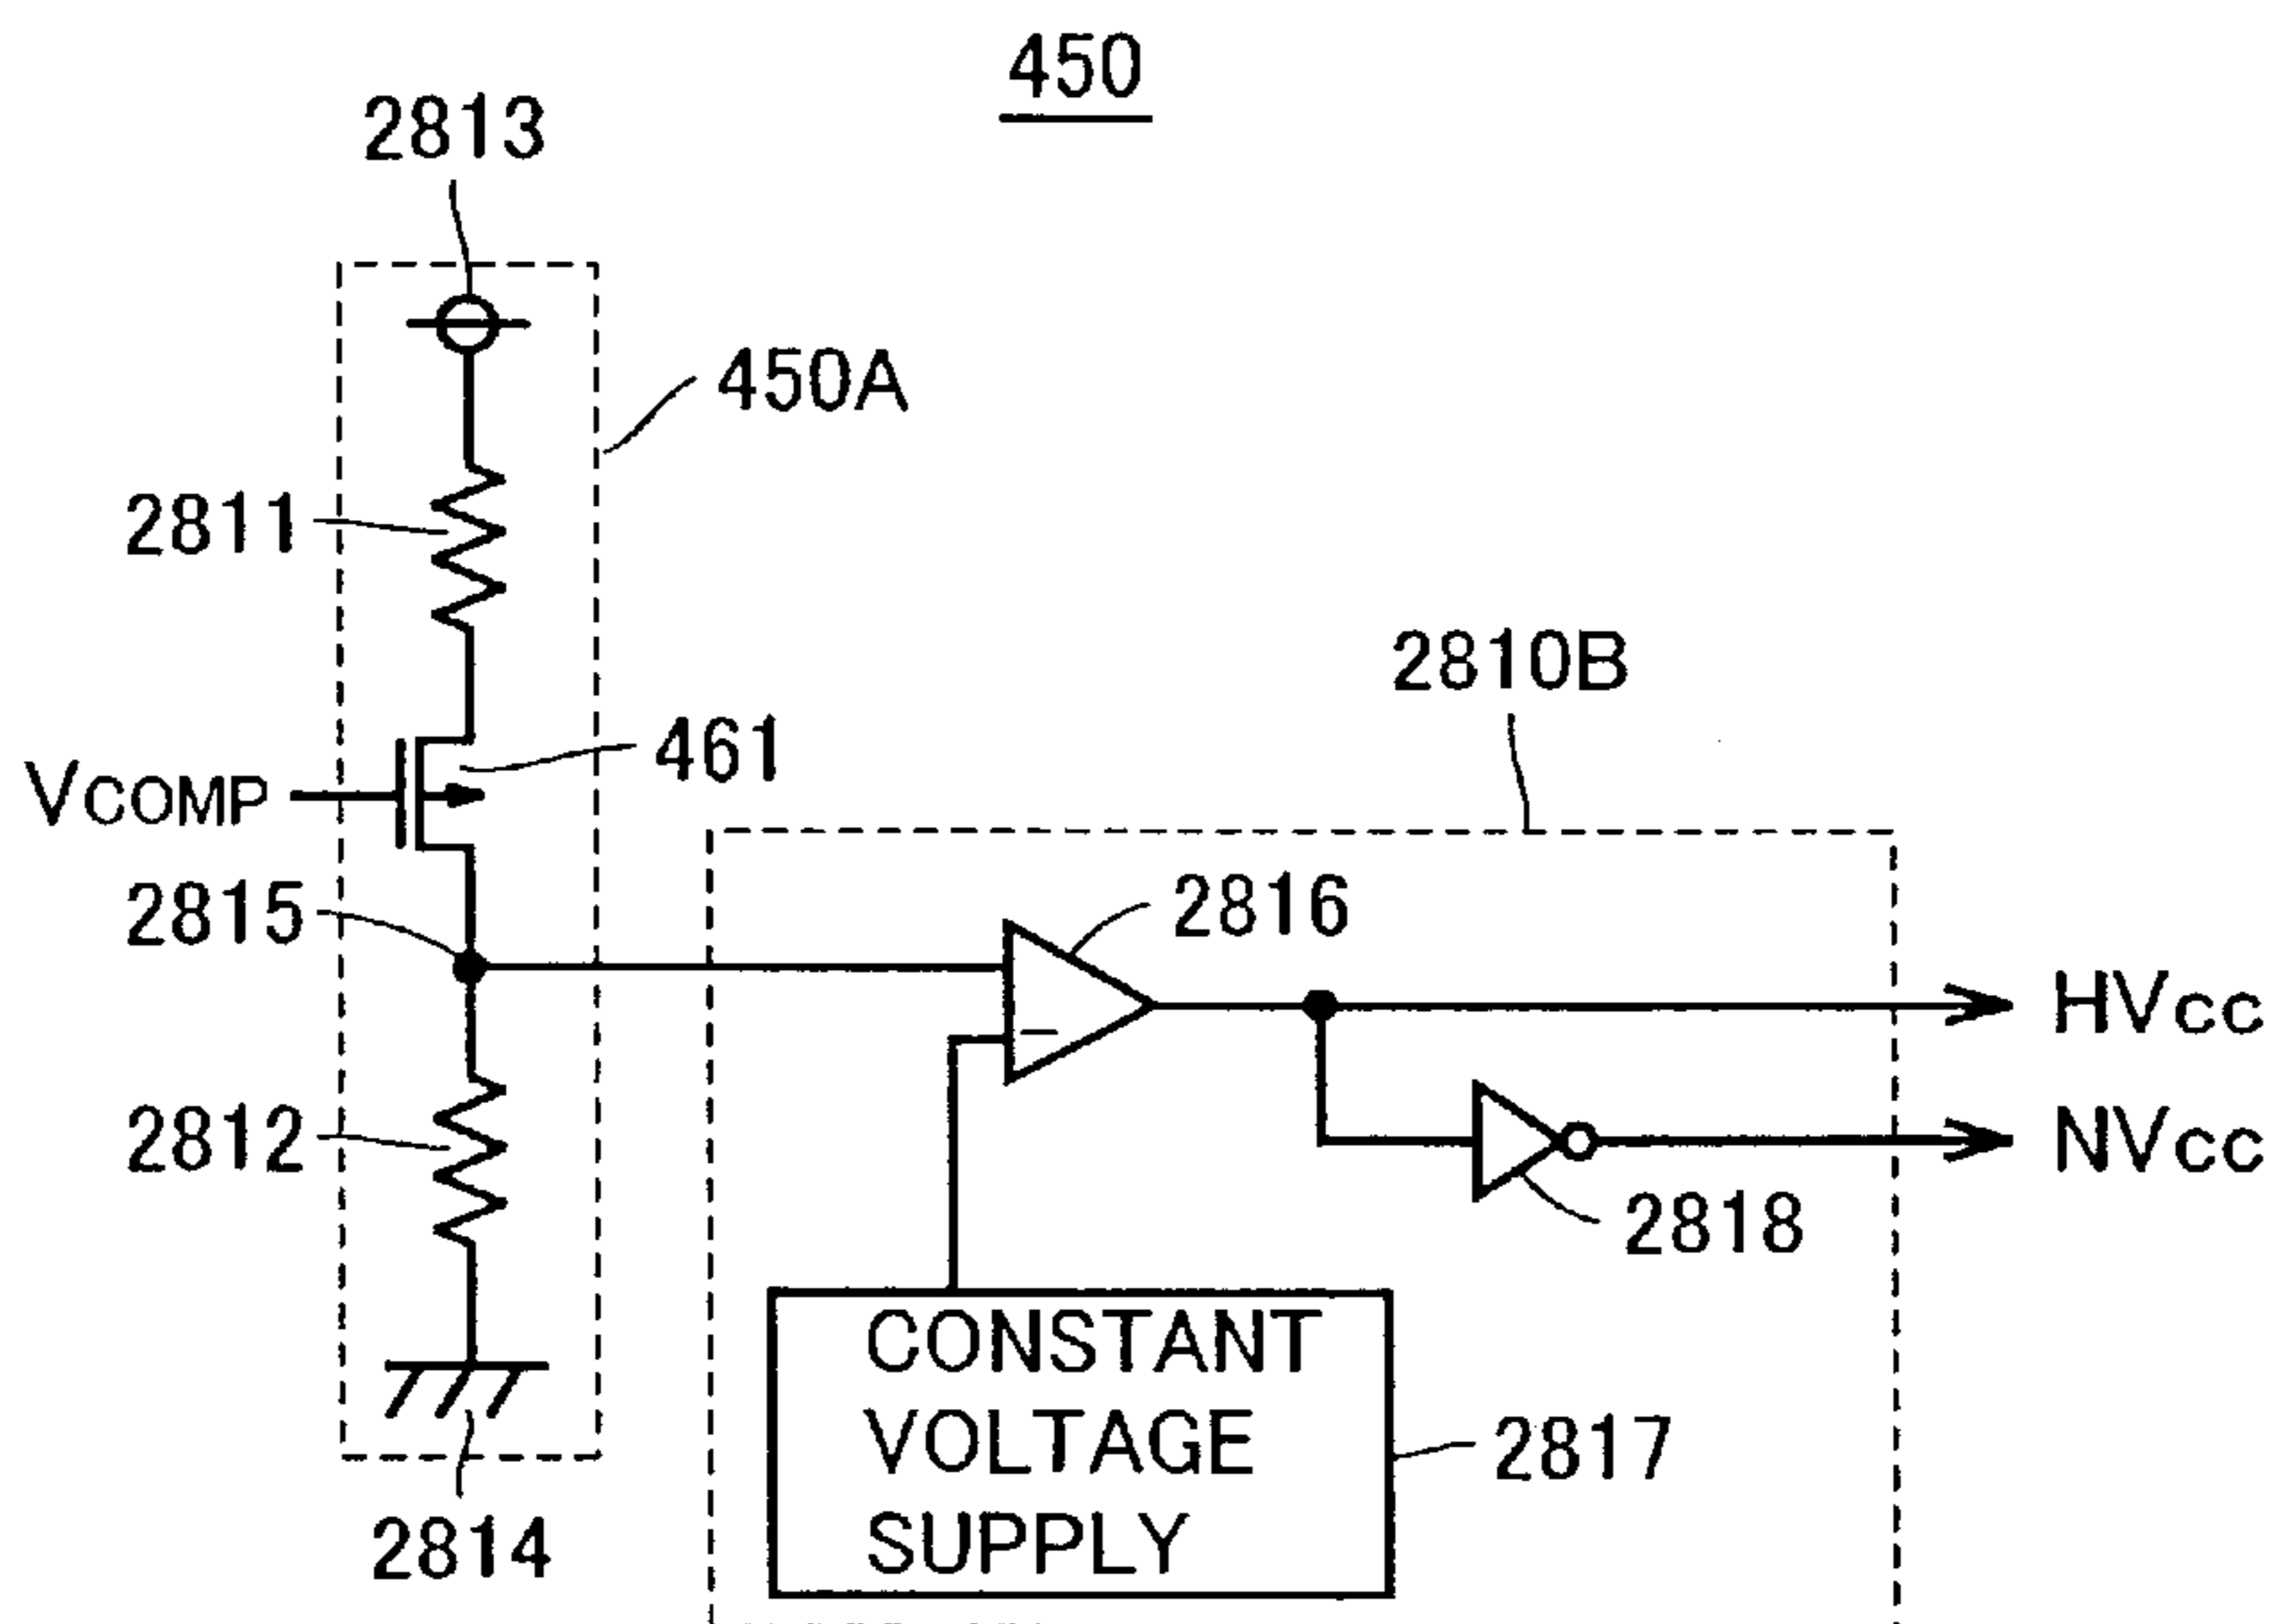 450
2813
450A
2811
2810B
461
VCOMP
2815
2816
HVcc
2812
NVcc
2818
CONSTANT
VOLTAGE
SUPPLY
2817
2814